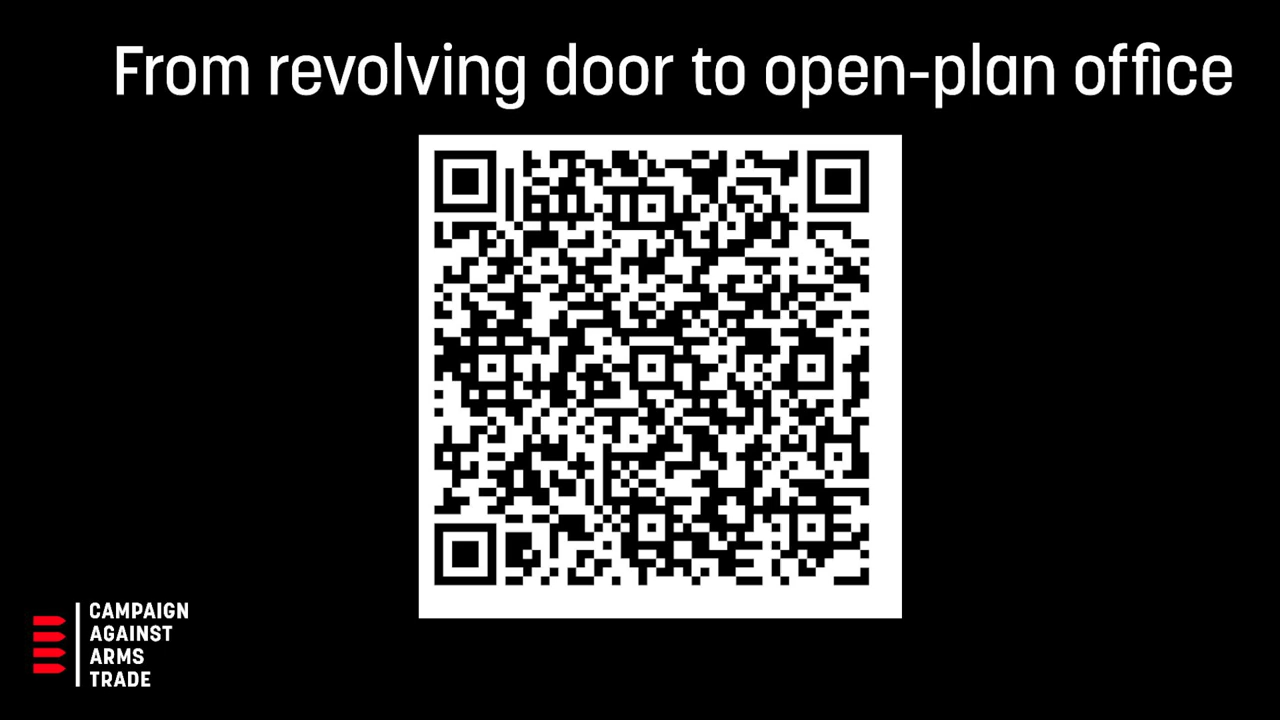 From revolving door to open-plan office
CAMPAIGN
AGAINST
ARMS
TRADE